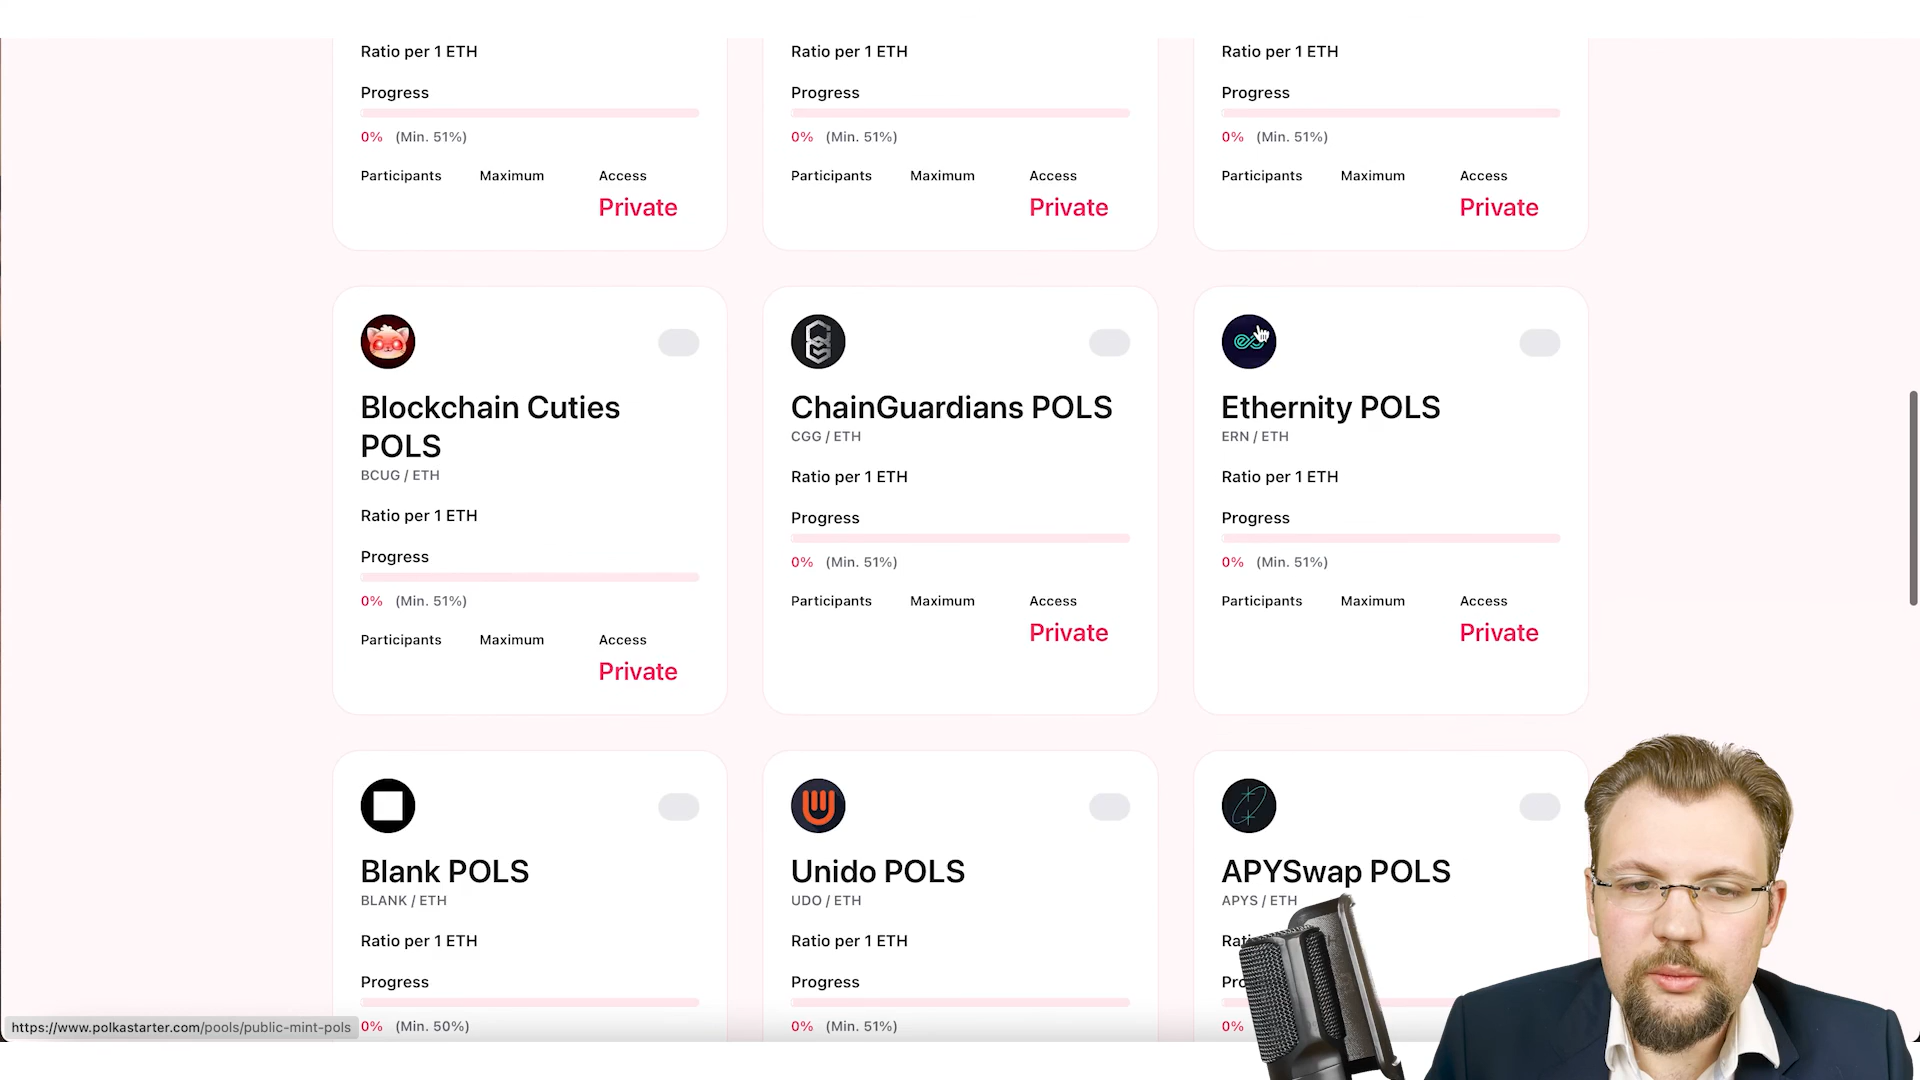 Ratio per 1 ETH
Progress
0% (Min. 51%)
Participants Maximum Access
Private
Ratio per 1 ETH
Progress
0% (Min. 51%)
Participants Maximum Access
Private
Ratio per 1 ETH
Progress
0% (Min. 51%)
Participants Maximum Access
Private
Blockchain Cuties
POLS
BCUG / ETH
Ratio per 1 ETH
Progress
0% (Min. 51%)
Participants Maximum Access
Private
ChainGuardians POLS
CGG / ETH
Ratio per 1 ETH
Progress
0% (Min. 51%)
Participants Maximum Access
Private
Ethernity POLS
ERN / ETH
Ratio per 1 ETH
Progress
0% (Min. 51%)
Participants Maximum Access
Private
Blank POLS
BLANK / ETH
Ratio per 1 ETH
Progress
0% (Min. 50%)
Unido POLS
UDO / ETH
Ratio per 1 ETH
Progress
0% (Min. 51%)
APYSwap POLS
APYS / ETH
0%
https://www.polkastarter.com/pools/public-mint-pols